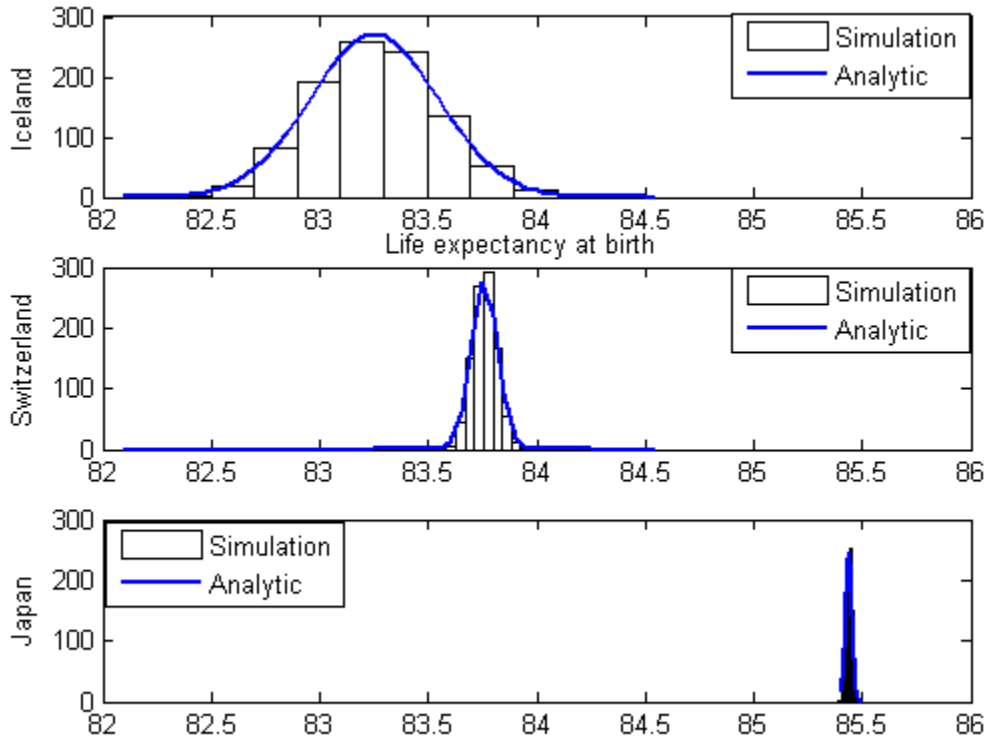 300
200
100
0
Iceland
Simulation
Analytic
82 82.5 83 83.5 84 84.5 85 85.5 86
Life expectancy at birth
300
200
100
0
Switzerland
Simulation
Analytic
82 82.5 83 83.5 84 84.5 85 85.5 86
300
200
100
0
Japan
Simulation
Analytic
82 82.5 83 83.5 84 84.5 85 85.5 86